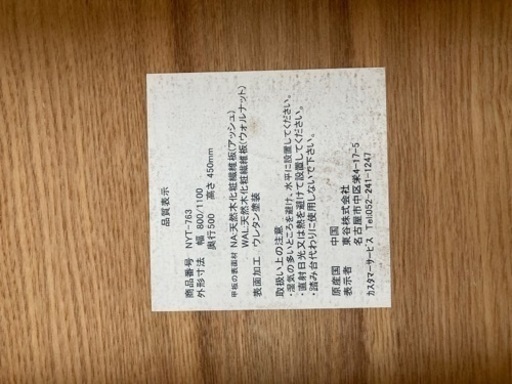 品質表示
商品番号 NYT-763
外形寸法 幅 800/1100
奥行500 高さ 450mm
甲板の表面材 NA:天然木化粧繊維板(アッシュ)
WAL:天然木化粧繊維板(ウォルナット)
表面加工 ウレタン塗装
取扱い上の注意
・湿気の多いところを避け、水平に設置してください。
・直射日光又は熱を避けて設置してください。
・踏み台代わりに使用しないで下さい。
原産国 中国
表示者 東谷株式会社
名古屋市中区栄4-17-5
カスタマーサービス Tel:052-241-1247